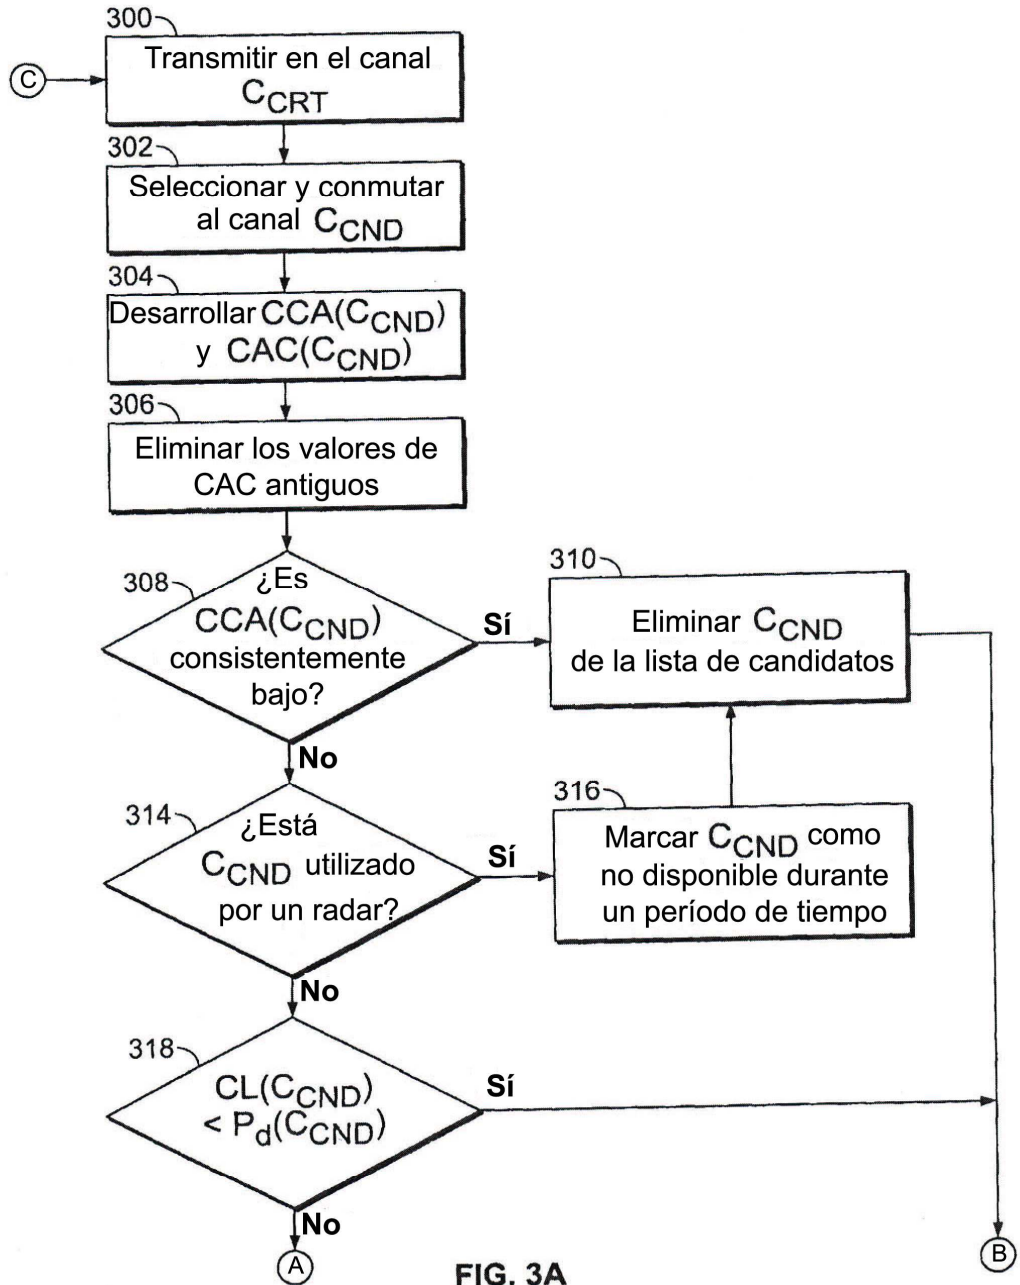 300
C
Transmitir en el canal
CCRT
302
Seleccionar y conmutar
al canal CCND
304
Desarrollar CCA(CCND)
y CAC(CCND)
306
Eliminar los valores de
CAC antiguos
308
¿Es
CCA(CCND)
consistentemente
bajo?
Sí
310
Eliminar CCND
de la lista de candidatos
No
314
¿Está
CCND utilizado
por un radar?
Sí
316
Marcar CCND como
no disponible durante
un período de tiempo
No
318
CL(CCND)
< Pd(CCND)
Sí
No
A
B
FIG. 3A